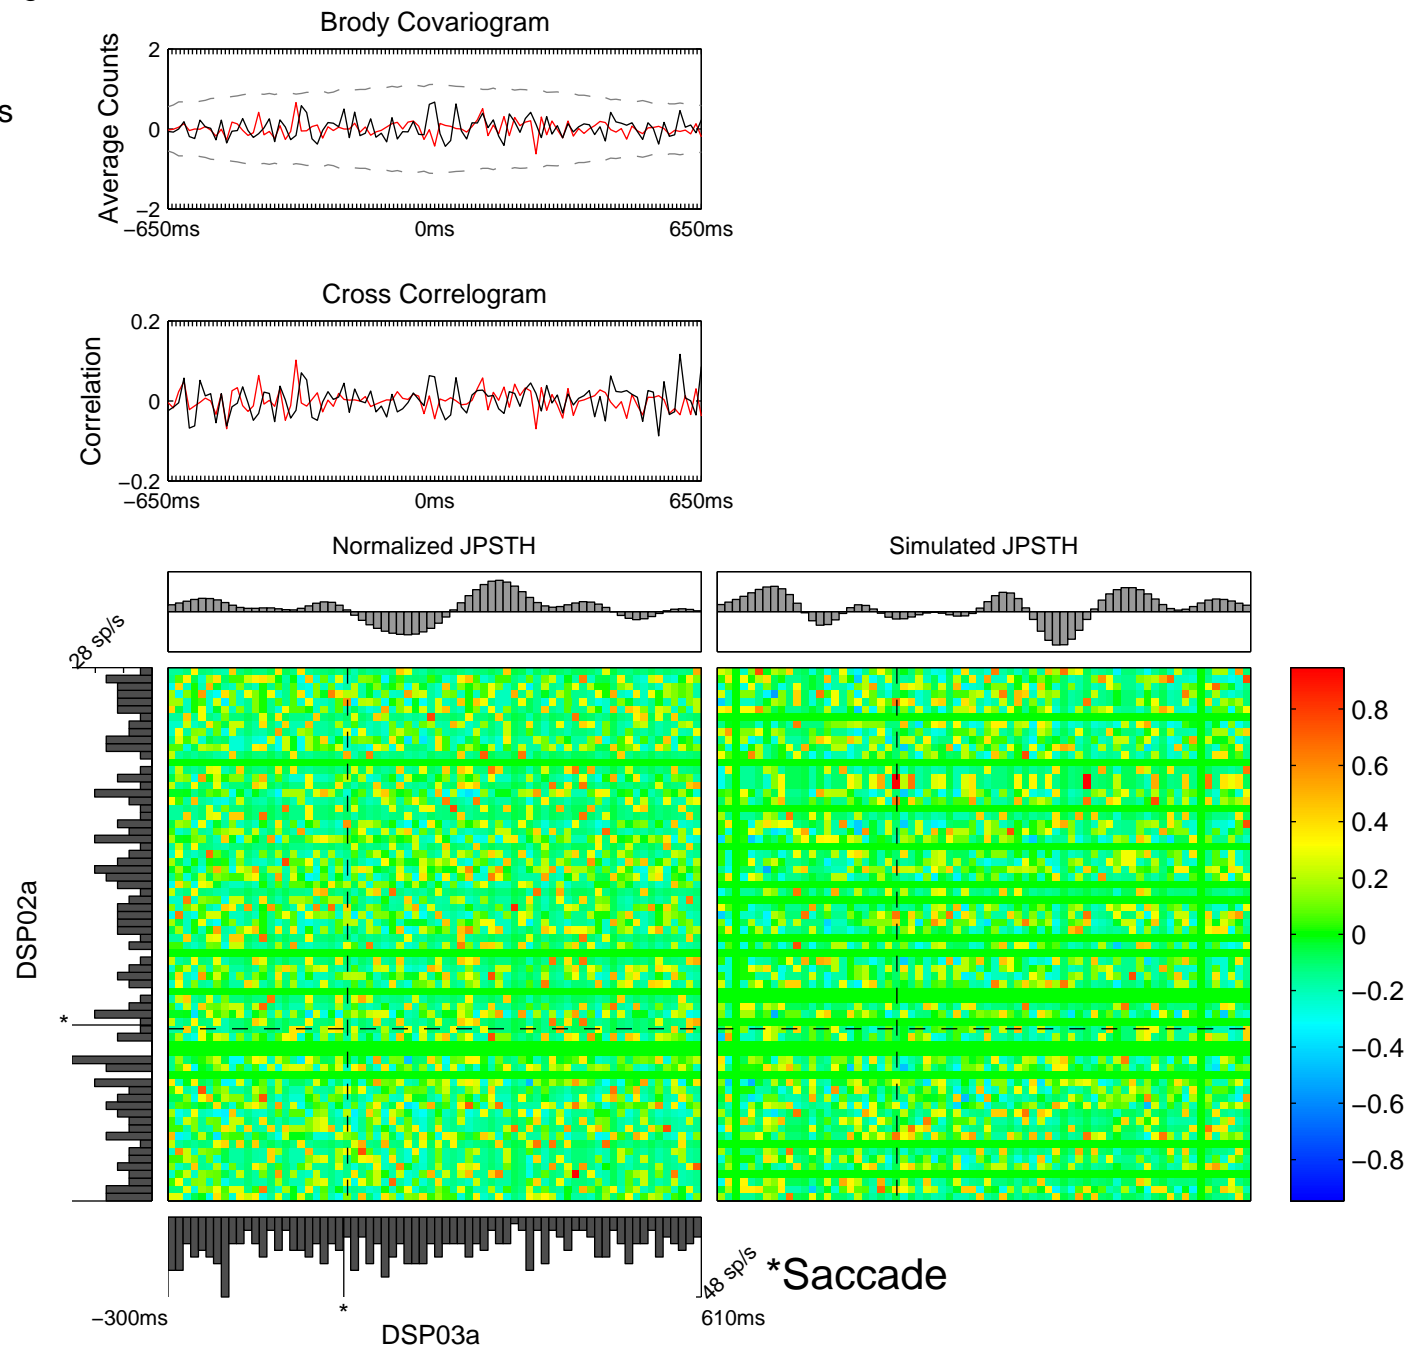 g
Brody Covariogram
s
Average Counts
2
0
−2
−650ms
0ms
650ms
Cross Correlogram
Correlation
0.2
0
−0.2
−650ms
0ms
650ms
Normalized JPSTH
Simulated JPSTH
28 sp/s
DSP02a
*
0.8
0.6
0.4
0.2
0
−0.2
−0.4
−0.6
−0.8
48 sp/s
*Saccade
*
−300ms
610ms
DSP03a